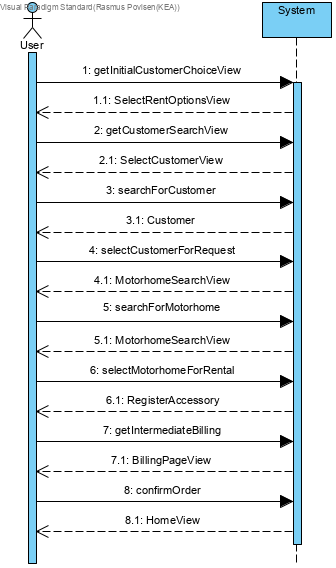 Visual Paradigm Standard(Rasmus Povlsen(KEA))
System
User
1: getInitialCustomerChoiceView
1.1: SelectRentOptionsView
2: getCustomerSearchView
2.1: SelectCustomerView
3: searchForCustomer
3.1: Customer
4: selectCustomerForRequest
4.1: MotorhomeSearchView
5: searchForMotorhome
5.1: MotorhomeSearchView
6: selectMotorhomeForRental
6.1: RegisterAccessory
7: getIntermediateBilling
7.1: BillingPageView
8: confirmOrder
8.1: HomeView